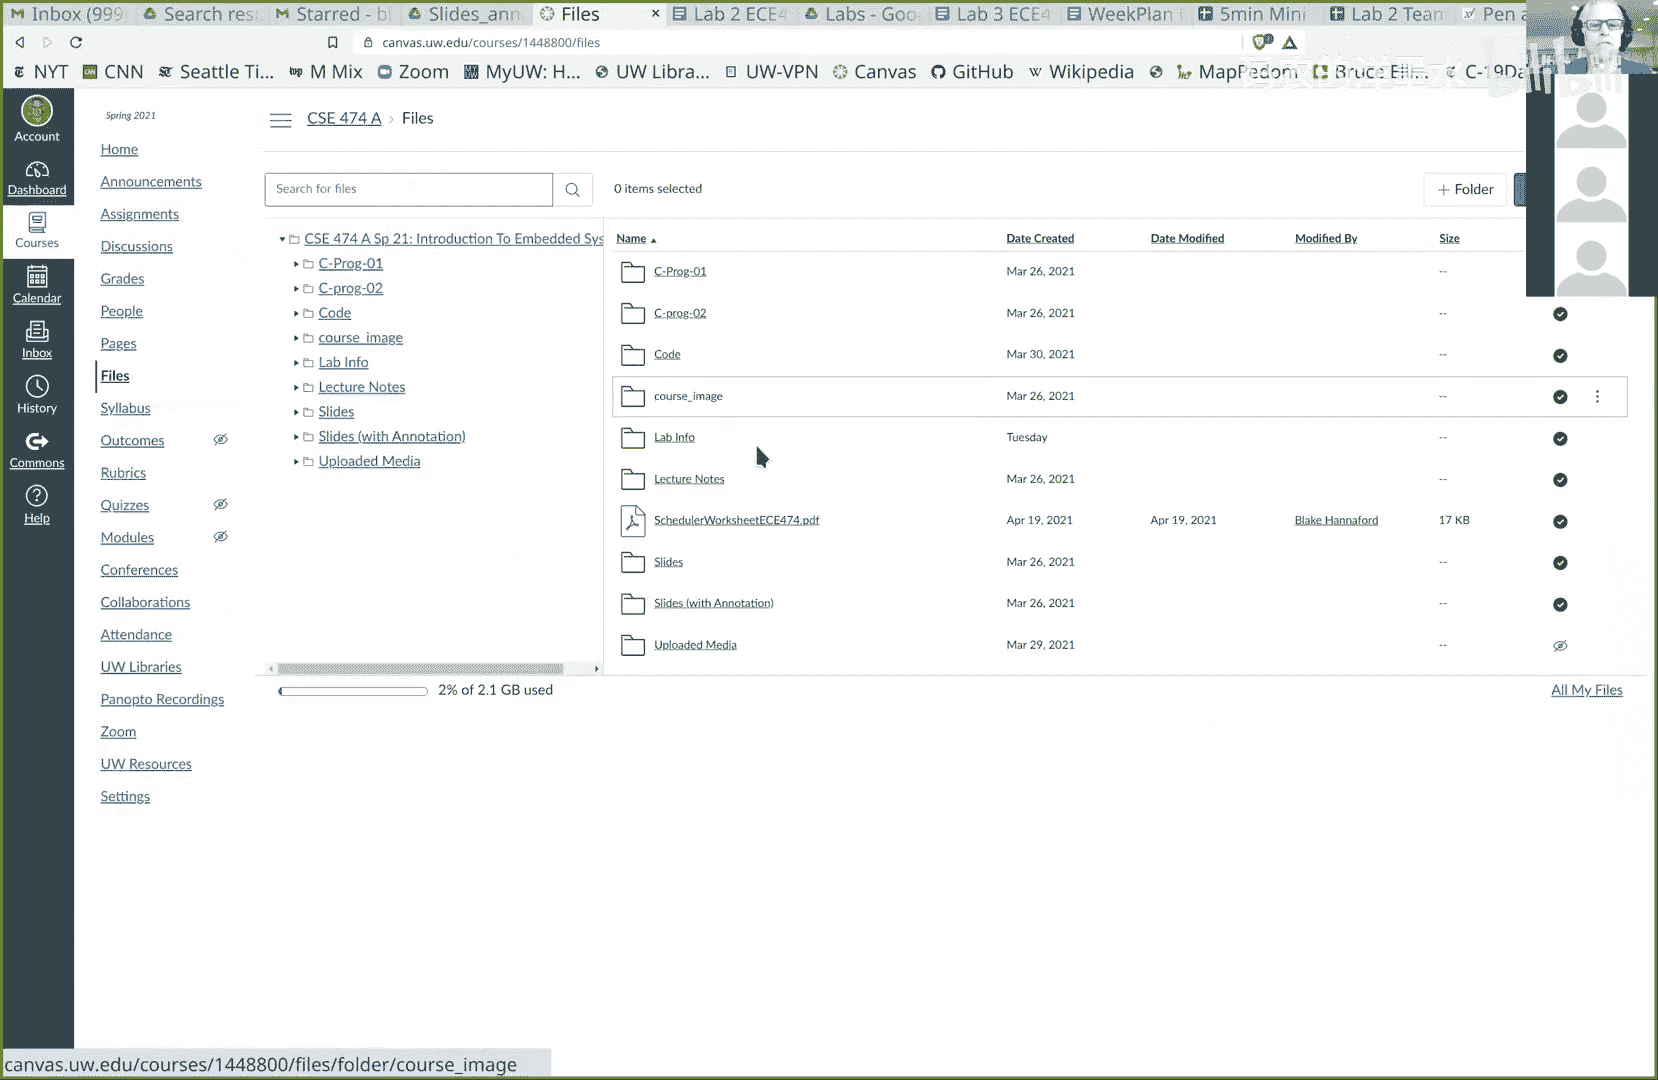 Inbox (999
Search res
Starred - b
Slides_ann
Files
Lab 2 ECE4
Labs - Goo
Lab 3 ECE4
WeekPlan
5min Mini
Lab 2 Tean
Pen a
canvas.uw.edu/courses/1448800/files
NYT CNN Seattle Ti... M Mix Zoom MyUW: H... UW Libra... UW-VPN Canvas GitHub Wikipedia MapPedom Bruce Ell... C-19Da
Account
Dashboard
Courses
Calendar
Inbox
History
Commons
Help
Spring 2021
Home
Announcements
Assignments
Discussions
Grades
People
Pages
Files
Syllabus
Outcomes
Rubrics
Quizzes
Modules
Conferences
Collaborations
Attendance
UW Libraries
Panopto Recordings
Zoom
UW Resources
Settings
CSE 474 A › Files
Search for files
0 items selected
+ Folder
CSE 474 A Sp 21: Introduction To Embedded Sys
C-Prog-01
C-prog-02
Code
course_image
Lab Info
Lecture Notes
Slides
Slides (with Annotation)
Uploaded Media
Name Date Created Date Modified Modified By Size
C-Prog-01 Mar 26, 2021 --
C-prog-02 Mar 26, 2021 --
Code Mar 30, 2021 --
course_image Mar 26, 2021 --
Lab Info Tuesday --
Lecture Notes Mar 26, 2021 --
SchedulerWorksheetECE474.pdf Apr 19, 2021 Apr 19, 2021 Blake Hannaford 17 KB
Slides Mar 26, 2021 --
Slides (with Annotation) Mar 26, 2021 --
Uploaded Media Mar 29, 2021 --
2% of 2.1 GB used
All My Files
canvas.uw.edu/courses/1448800/files/folder/course_image